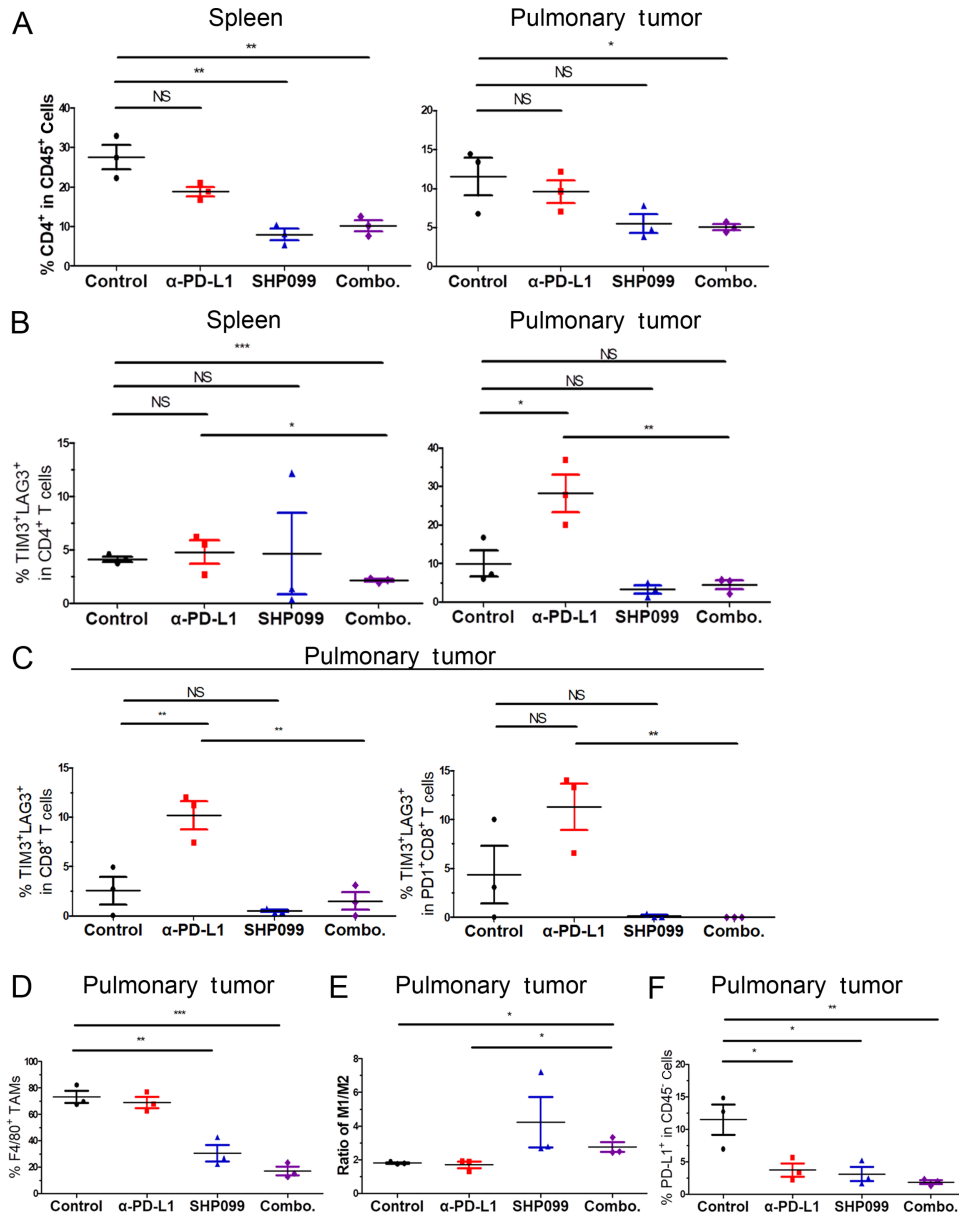 A
Spleen
Pulmonary tumor
**
**
NS
*
NS
NS
% CD4+ in CD45+ Cells
40
30
20
10
0
Control α-PD-L1 SHP099 Combo.
20
15
10
5
0
Control α-PD-L1 SHP099 Combo.
B
Spleen
Pulmonary tumor
***
NS
NS
*
NS
NS
*
**
% TIM3+LAG3+
in CD4+ T cells
15
10
5
0
Control α-PD-L1 SHP099 Combo.
40
30
20
10
0
Control α-PD-L1 SHP099 Combo.
C
Pulmonary tumor
NS
**
**
NS
NS
**
% TIM3+LAG3+
in CD8+ T cells
15
10
5
0
Control α-PD-L1 SHP099 Combo.
% TIM3+LAG3+
in PD1+CD8+ T cells
15
10
5
0
Control α-PD-L1 SHP099 Combo.
D
Pulmonary tumor
***
**
% F4/80+ TAMs
100
80
60
40
20
0
Control α-PD-L1 SHP099 Combo.
E
Pulmonary tumor
*
*
Ratio of M1/M2
8
6
4
2
0
Control α-PD-L1 SHP099 Combo.
F
Pulmonary tumor
**
*
*
% PD-L1+ in CD45- Cells
20
15
10
5
0
Control α-PD-L1 SHP099 Combo.